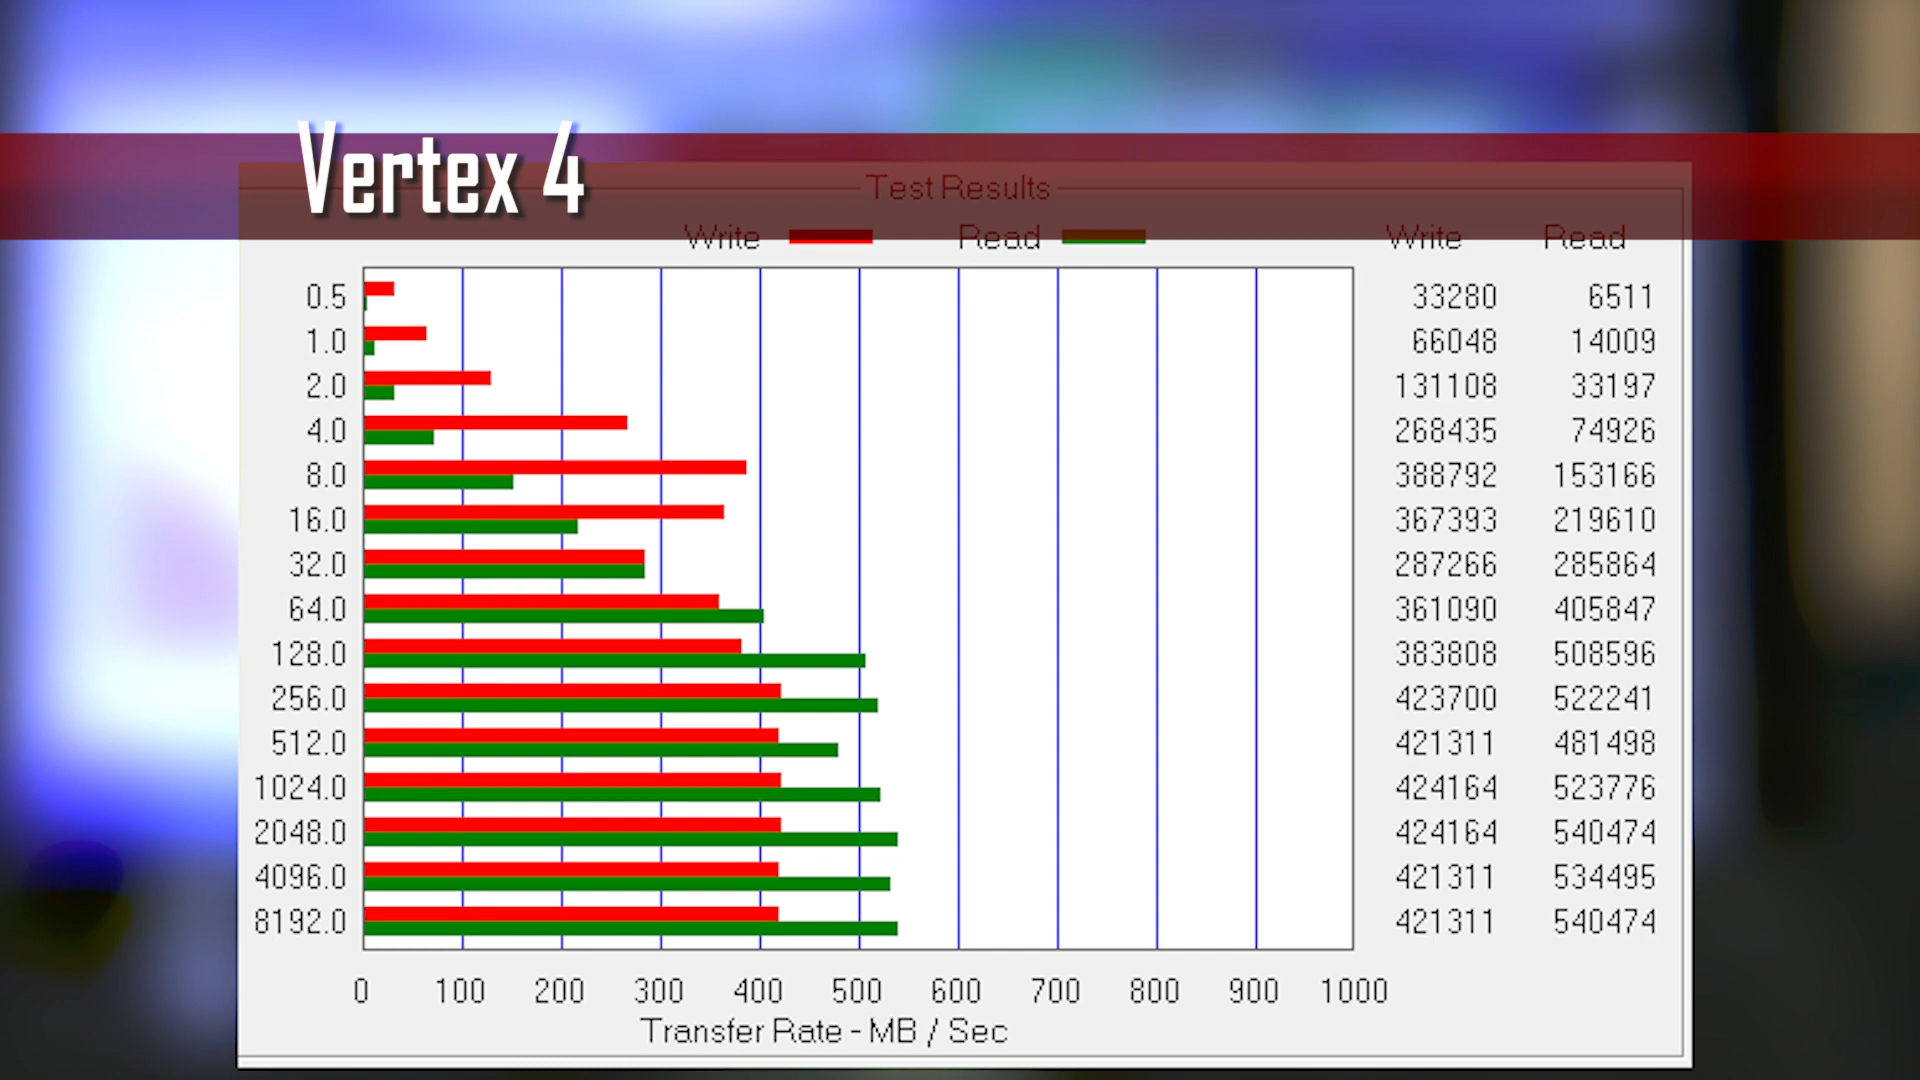 Vertex 4
Test Results
Write Read Write Read
0.5 33280 6511
1.0 66048 14009
2.0 131108 33197
4.0 268435 74926
8.0 388792 153166
16.0 367393 219610
32.0 287266 285864
64.0 361090 405847
128.0 383808 508596
256.0 423700 522241
512.0 421311 481498
1024.0 424164 523776
2048.0 424164 540474
4096.0 421311 534495
8192.0 421311 540474
0 100 200 300 400 500 600 700 800 900 1000
Transfer Rate - MB / Sec